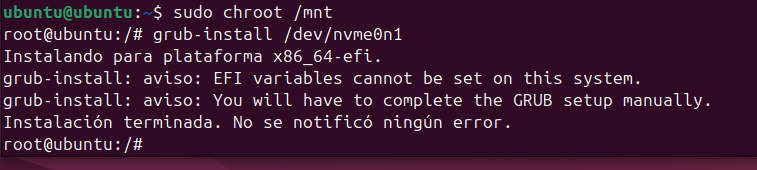 ubuntu@ubuntu:~$ sudo chroot /mnt
root@ubuntu:/# grub-install /dev/nvme0n1
Instalando para plataforma x86_64-efi.
grub-install: aviso: EFI variables cannot be set on this system.
grub-install: aviso: You will have to complete the GRUB setup manually.
Instalación terminada. No se notificó ningún error.
root@ubuntu:/#